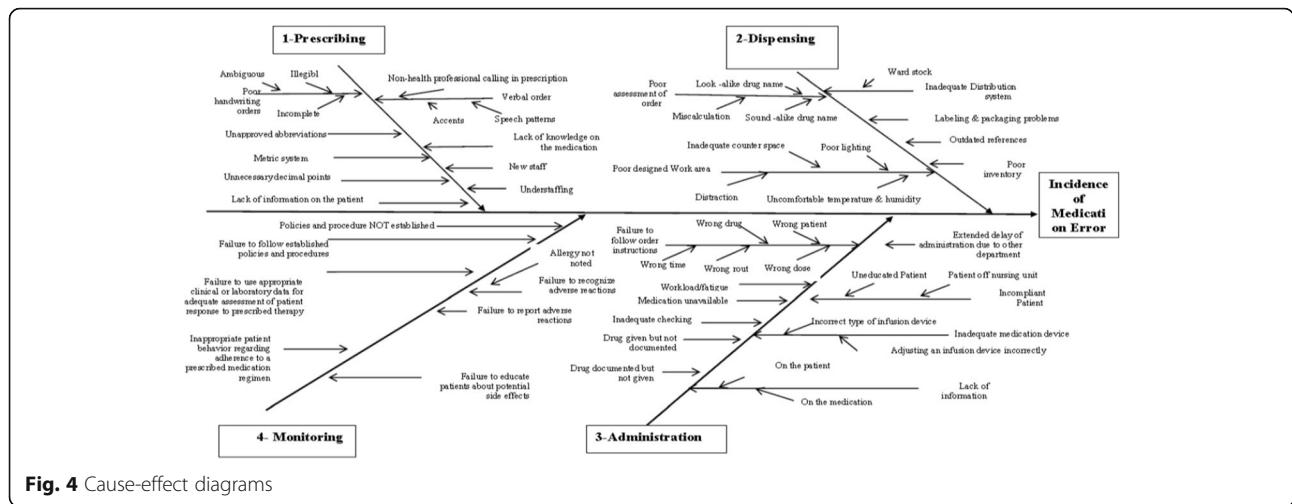 1-Prescribing
Ambiguous
Illegibl
Poor
handwriting
orders
Incomplete
Non-health professional calling in prescription
Verbal order
Accents
Speech patterns
Unapproved abbreviations
Lack of knowledge on
the medication
Metric system
New staff
Unnecessary decimal points
Understaffing
Lack of information on the patient
2-Dispensing
Poor
assessment of
order
Look -alike drug name
Miscalculation
Sound -alike drug name
Ward stock
Inadequate Distribution
system
Labeling & packaging problems
Outdated references
Inadequate counter space
Poor lighting
Poor designed Work area
Poor
inventory
Distraction
Uncomfortable temperature & humidity
Incidence
of
Medicati
on Error
Policies and procedure NOT established
Failure to follow established
policies and procedures
Allergy not
noted
Failure to use appropriate
clinical or laboratory data for
adequate assessment of patient
response to prescribed therapy
Failure to recognize
adverse reactions
Failure to report adverse
reactions
Inappropriate patient
behavior regarding
adherence to a
prescribed medication
regimen
Failure to educate
patients about potential
side effects
4- Monitoring
Failure to
follow order
instructions
Wrong drug
Wrong patient
Wrong time
Wrong rout
Wrong dose
Extended delay of
administration due to other
department
Workload/fatigue
Uneducated Patient
Patient off nursing unit
Medication unavailable
Incompliant
Patient
Inadequate checking
Incorrect type of infusion device
Inadequate medication device
Drug given but not
documented
Adjusting an infusion device incorrectly
Drug documented but
not given
On the patient
Lack of
information
On the medication
3-Administration
Fig. 4 Cause-effect diagrams